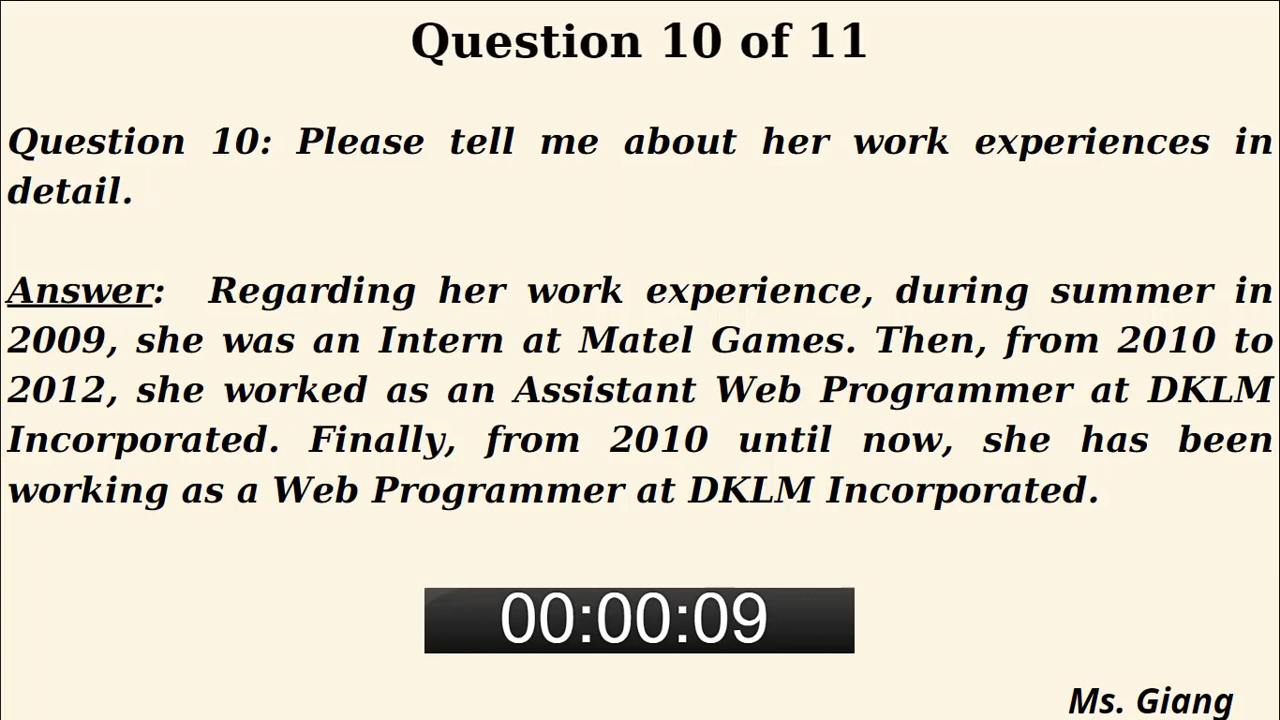 Question 10 of 11
Question 10: Please tell me about her work experiences in
detail.
Answer: Regarding her work experience, during summer in
2009, she was an Intern at Matel Games. Then, from 2010 to
2012, she worked as an Assistant Web Programmer at DKLM
Incorporated. Finally, from 2010 until now, she has been
working as a Web Programmer at DKLM Incorporated.
00:00:09
Ms. Giang